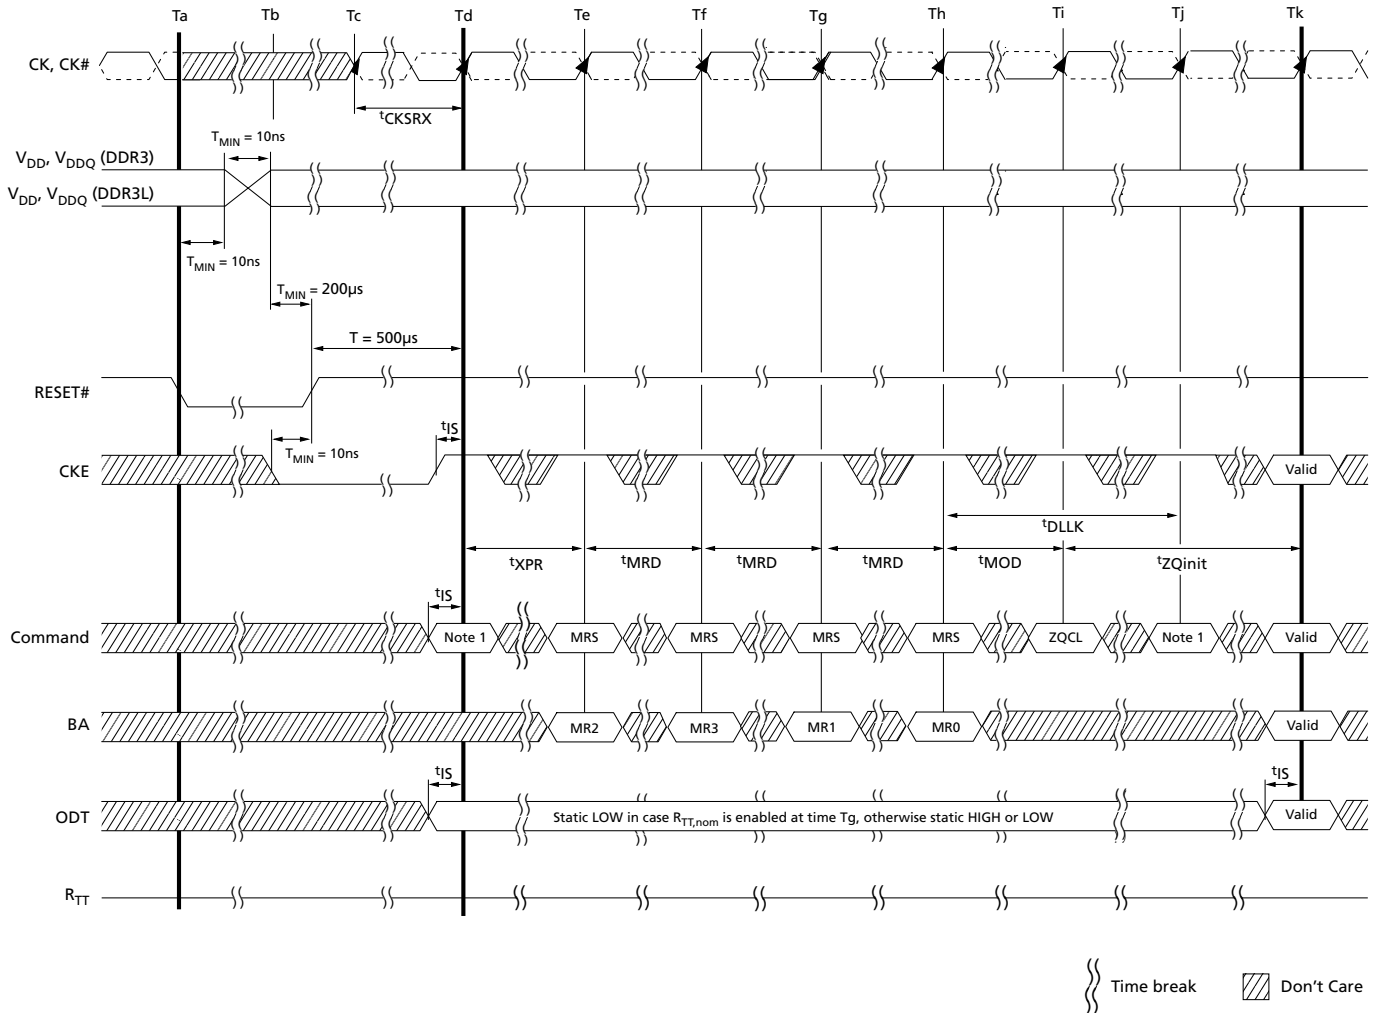 Ta Tb Tc Td Te Tf Tg Th Ti Tj Tk
CK, CK#
tCKSRX
TMIN = 10ns
VDD, VDDQ (DDR3)
VDD, VDDQ (DDR3L)
TMIN = 10ns
TMIN = 200µs
T = 500µs
RESET#
tIS
TMIN = 10ns
CKE
Valid
tDLLK
tXPR tMRD tMRD tMRD tMOD tZQinit
tIS
Command Note 1 MRS MRS MRS MRS ZQCL Note 1 Valid
BA MR2 MR3 MR1 MR0 Valid
tIS tIS
ODT Static LOW in case RTT,nom is enabled at time Tg, otherwise static HIGH or LOW Valid
RTT
Time break Don't Care